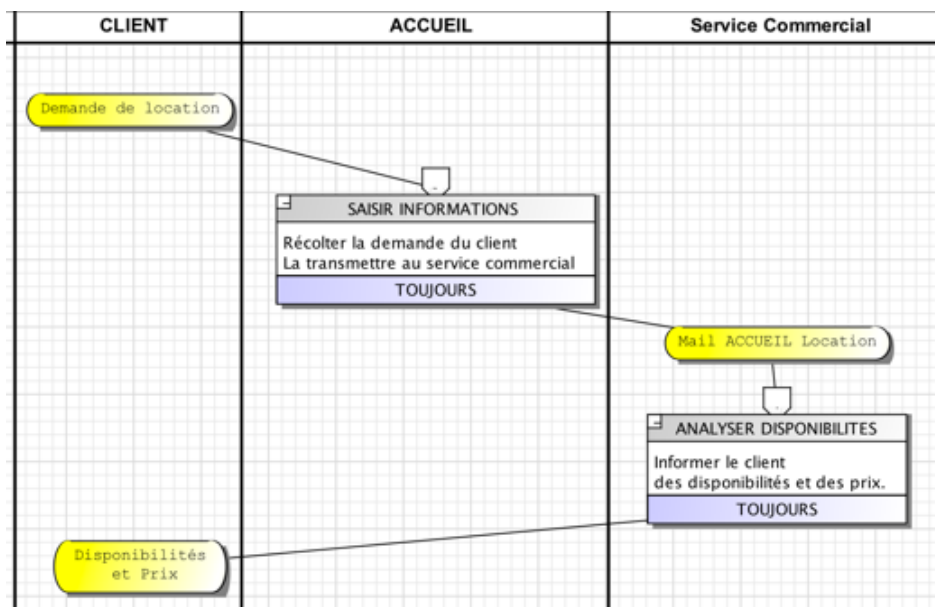 CLIENT
ACCUEIL
Service Commercial
Demande de location
SAISIR INFORMATIONS
Récolter la demande du client
La transmettre au service commercial
TOUJOURS
Mail ACCUEIL Location
ANALYSER DISPONIBILITES
Informer le client
des disponibilités et des prix.
TOUJOURS
Disponibilités
et Prix